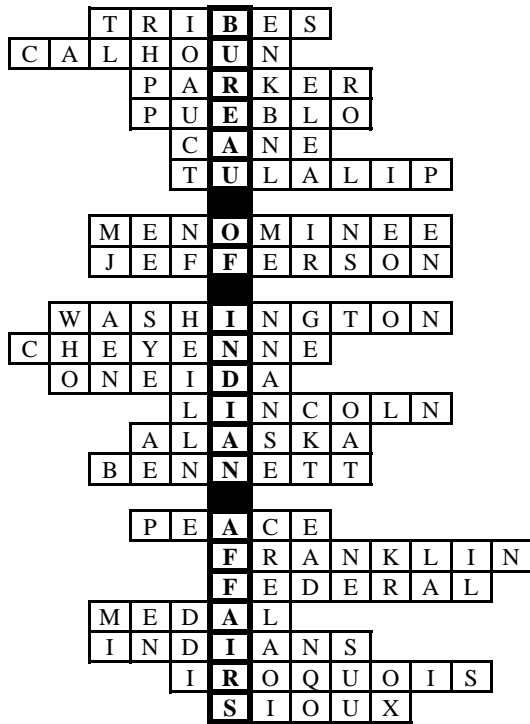 TRIBES
CALHOUN
PARKER
PUEBLO
CANE
TULALIP
MENOMINEE
JEFFERSON
WASHINGTON
CHEYENNE
ONEIDA
LINCOLN
ALASKA
BENNETT
PEACE
FRANKLIN
FEDERAL
MEDAL
INDIANS
IROQUOIS
SIOUX